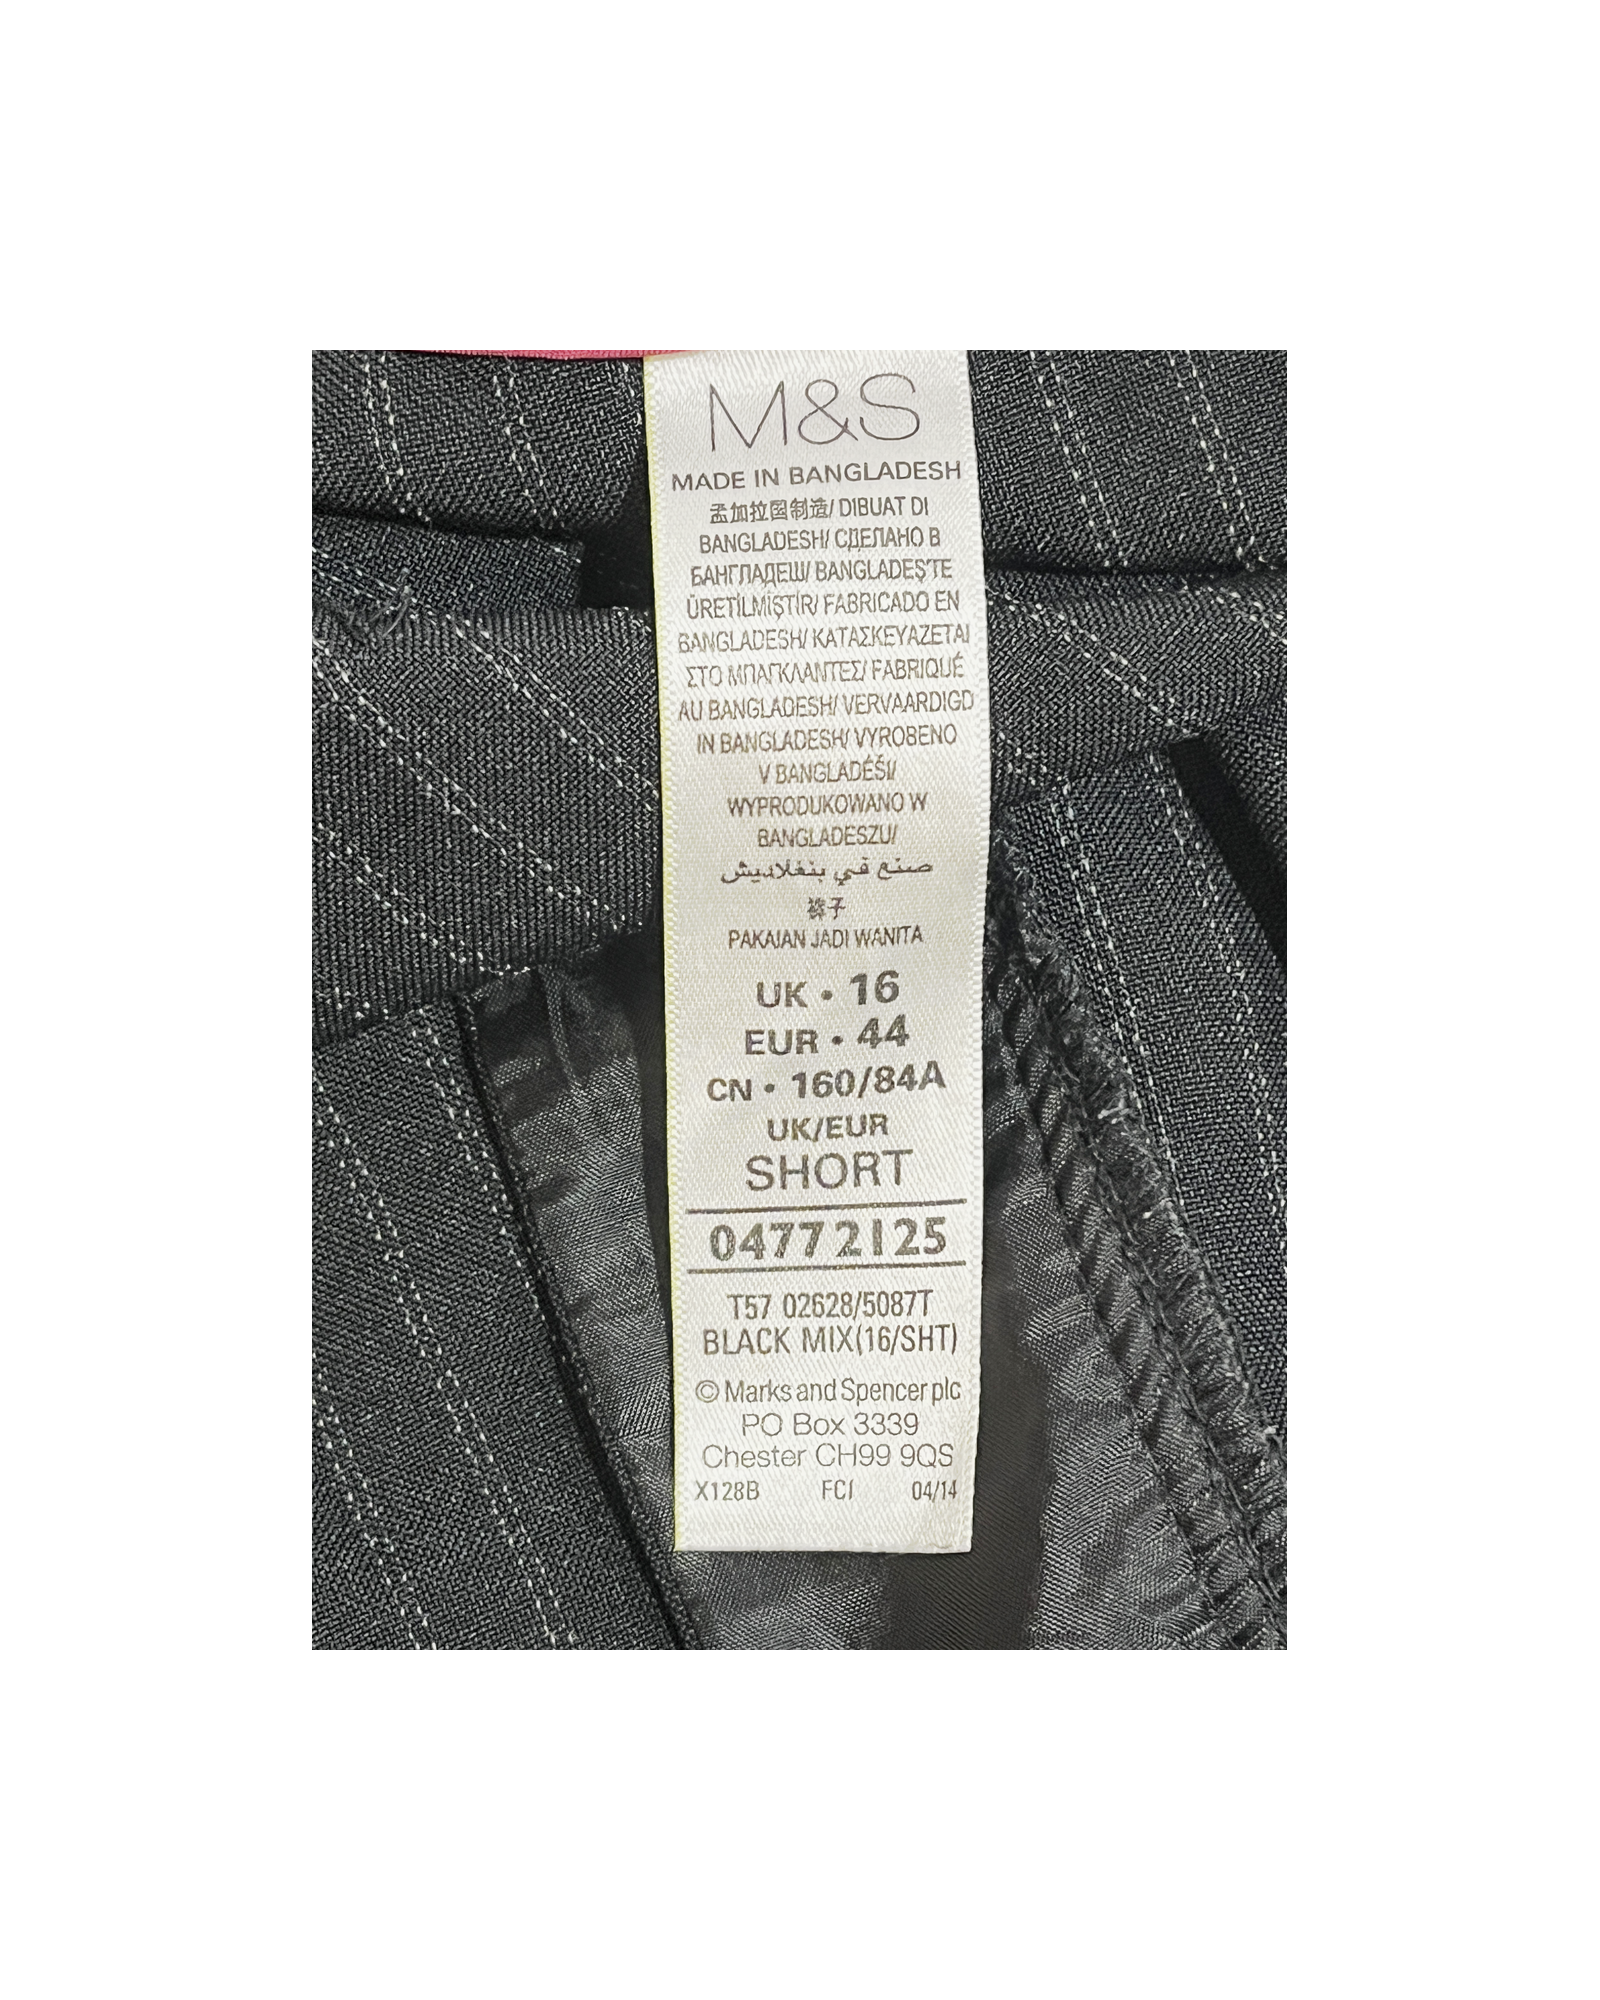 M&S
MADE IN BANGLADESH
孟加拉国制造/ DIBUAT DI
BANGLADESH/ СДЕЛАНО В
БАНГЛАДЕШ/ BANGLADEŞ'TE
ÜRETİLMİŞTİR/ FABRICADO EN
BANGLADESH/ ΚΑΤΑΣΚΕΥΑΖΕΤΑΙ
ΣΤΟ ΜΠΑΓΚΛΑΝΤΕΣ/ FABRIQUÉ
AU BANGLADESH/ VERVAARDIGD
IN BANGLADESH/ VYROBENO
V BANGLADÉŠI/
WYPRODUKOWANO W
BANGLADESZU/
صنع في بنغلاديش
裤子
PAKAIAN JADI WANITA
UK • 16
EUR • 44
CN • 160/84A
UK/EUR
SHORT
04772125
T57 02628/5087T
BLACK MIX(16/SHT)
© Marks and Spencer plc
PO Box 3339
Chester CH99 9QS
X128B FCI 04/14